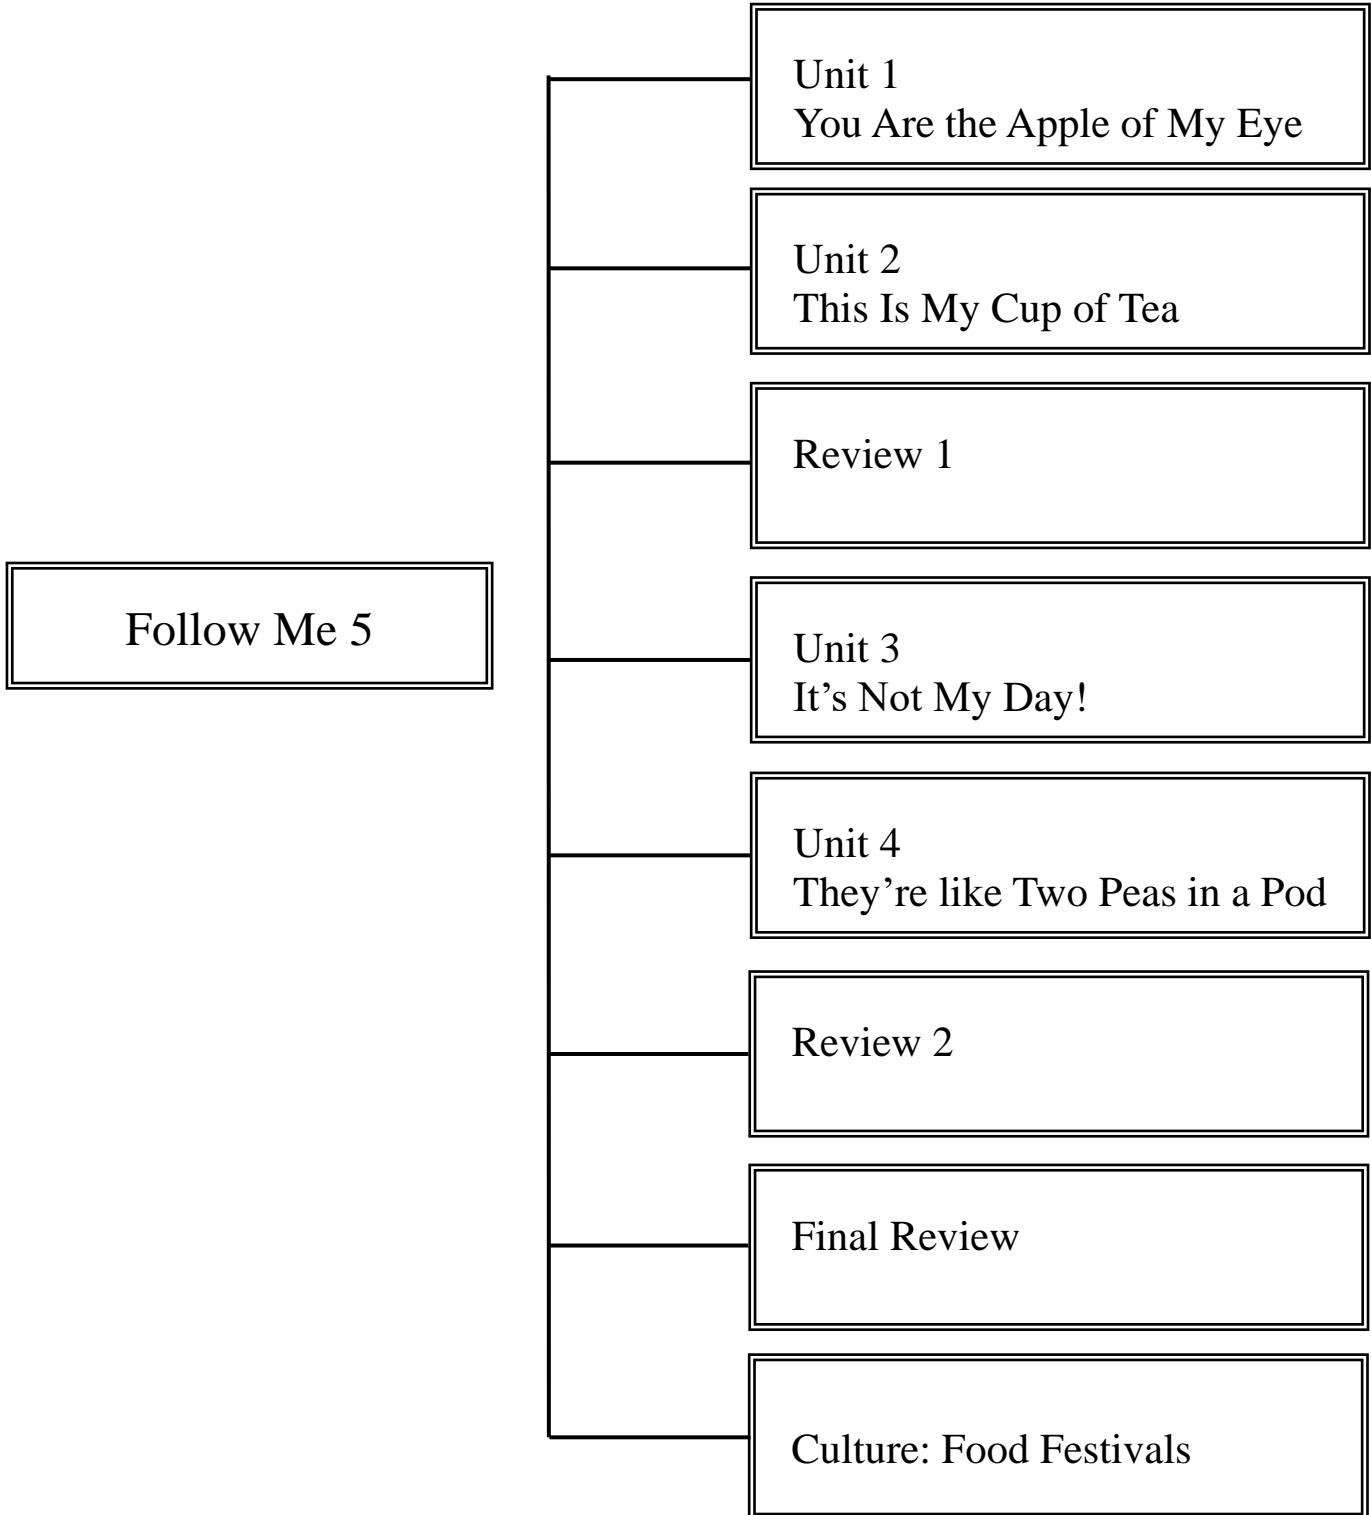 Follow Me 5
Unit 1
You Are the Apple of My Eye
Unit 2
This Is My Cup of Tea
Review 1
Unit 3
It’s Not My Day!
Unit 4
They’re like Two Peas in a Pod
Review 2
Final Review
Culture: Food Festivals